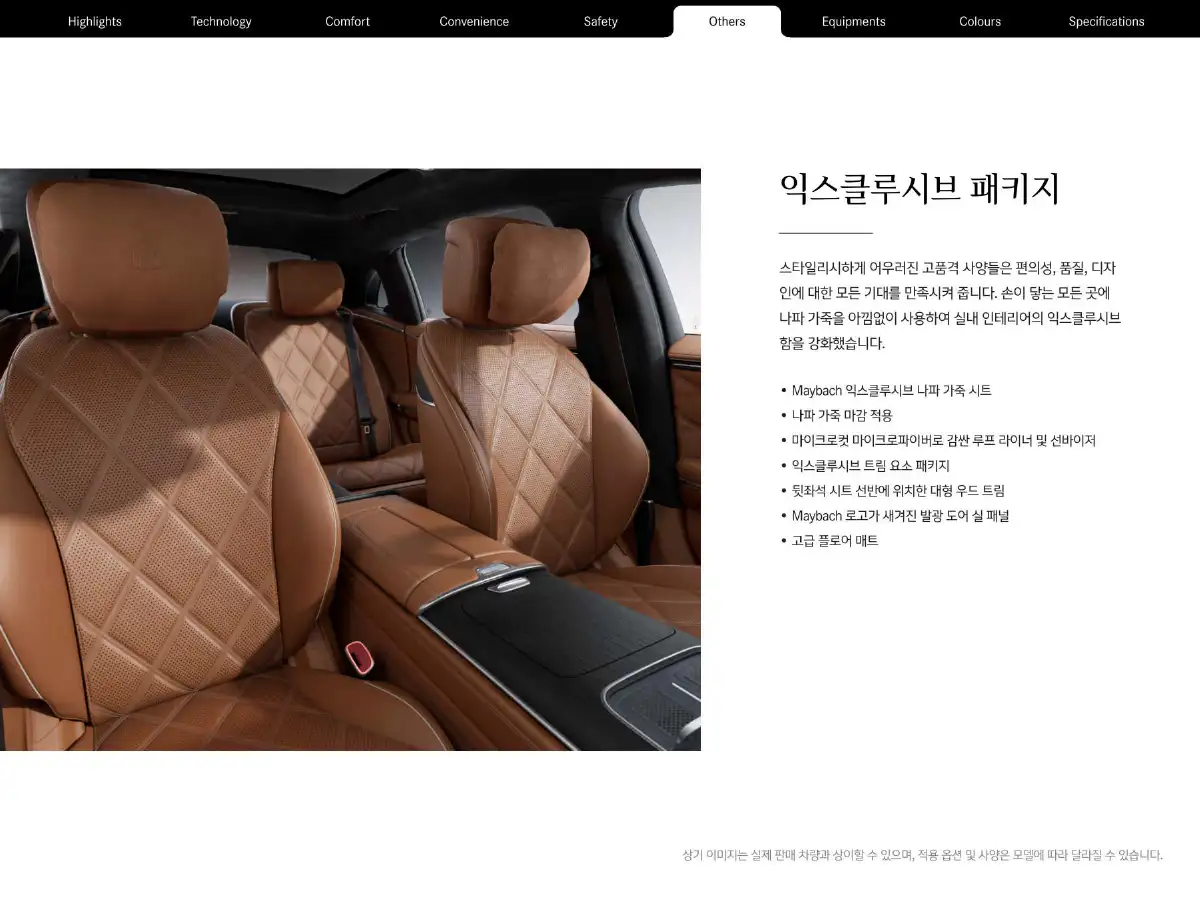 Highlights Technology Comfort Convenience Safety Others Equipments Colours Specifications
익스클루시브 패키지
스타일리시하게 어우러진 고품격 사양들은 편의성, 품질, 디자
인에 대한 모든 기대를 만족시켜 줍니다. 손이 닿는 모든 곳에
나파 가죽을 아낌없이 사용하여 실내 인테리어의 익스클루시브
함을 강화했습니다.
• Maybach 익스클루시브 나파 가죽 시트
• 나파 가죽 마감 적용
• 마이크로컷 마이크로파이버로 감싼 루프 라이너 및 선바이저
• 익스클루시브 트림 요소 패키지
• 뒷좌석 시트 선반에 위치한 대형 우드 트림
• Maybach 로고가 새겨진 발광 도어 실 패널
• 고급 플로어 매트
상기 이미지는 실제 판매 차량과 상이할 수 있으며, 적용 옵션 및 사양은 모델에 따라 달라질 수 있습니다.